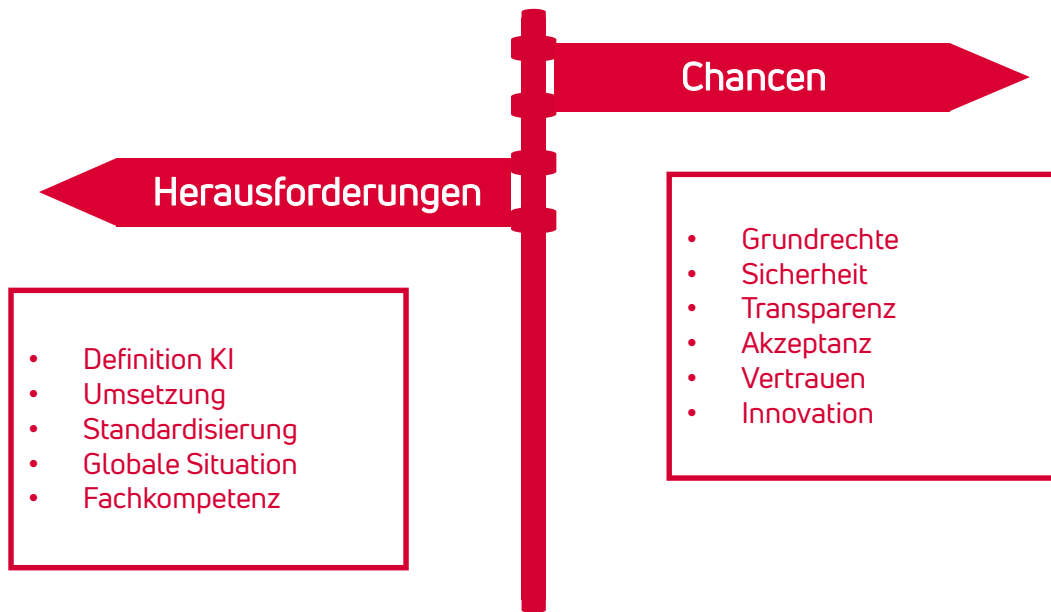 Chancen
Herausforderungen
• Grundrechte
• Sicherheit
• Transparenz
• Akzeptanz
• Vertrauen
• Innovation
• Definition KI
• Umsetzung
• Standardisierung
• Globale Situation
• Fachkompetenz